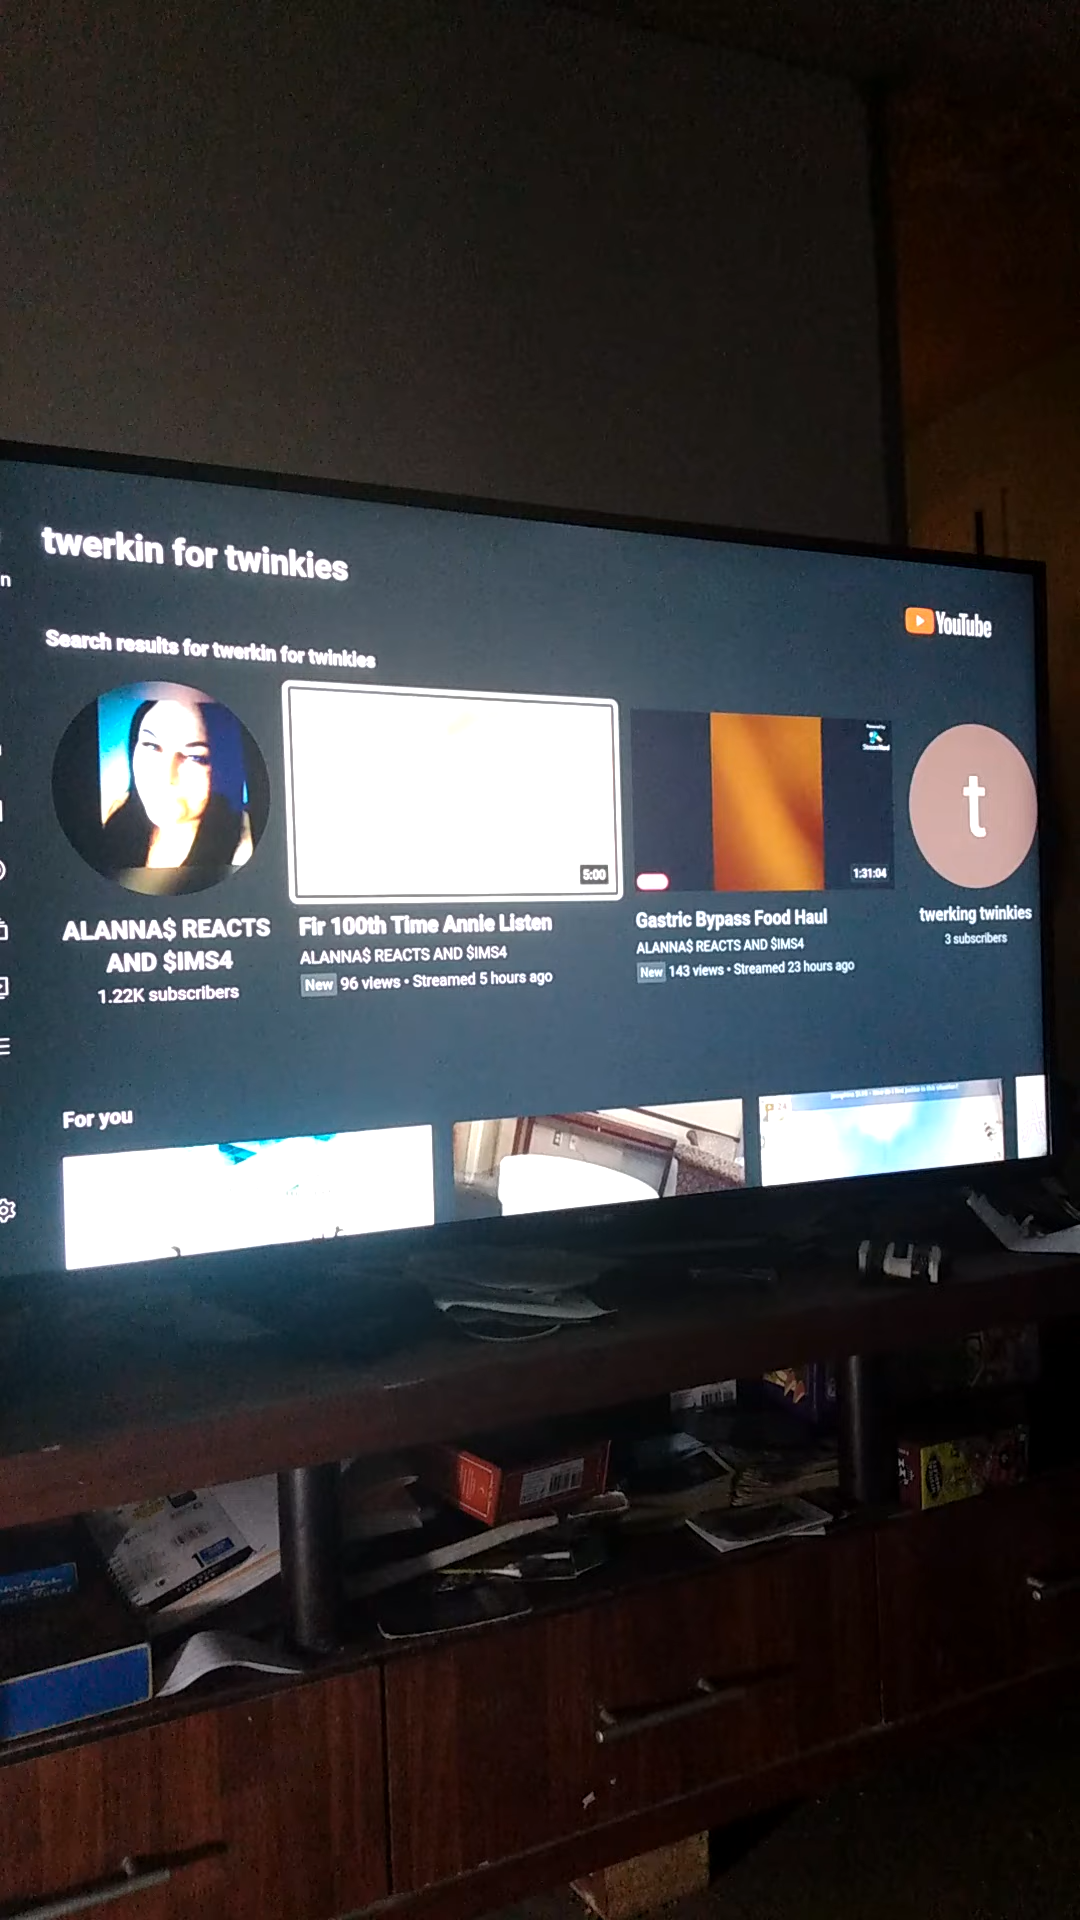 twerkin for twinkies
YouTube
Search results for twerkin for twinkies
ALANNA$ REACTS
AND $IMS4
1.22K subscribers
5:00
Fir 100th Time Annie Listen
ALANNA$ REACTS AND $IMS4
New 96 views • Streamed 5 hours ago
1:31:04
Gastric Bypass Food Haul
ALANNA$ REACTS AND $IMS4
New 143 views • Streamed 23 hours ago
t
twerking twinkies
3 subscribers
For you